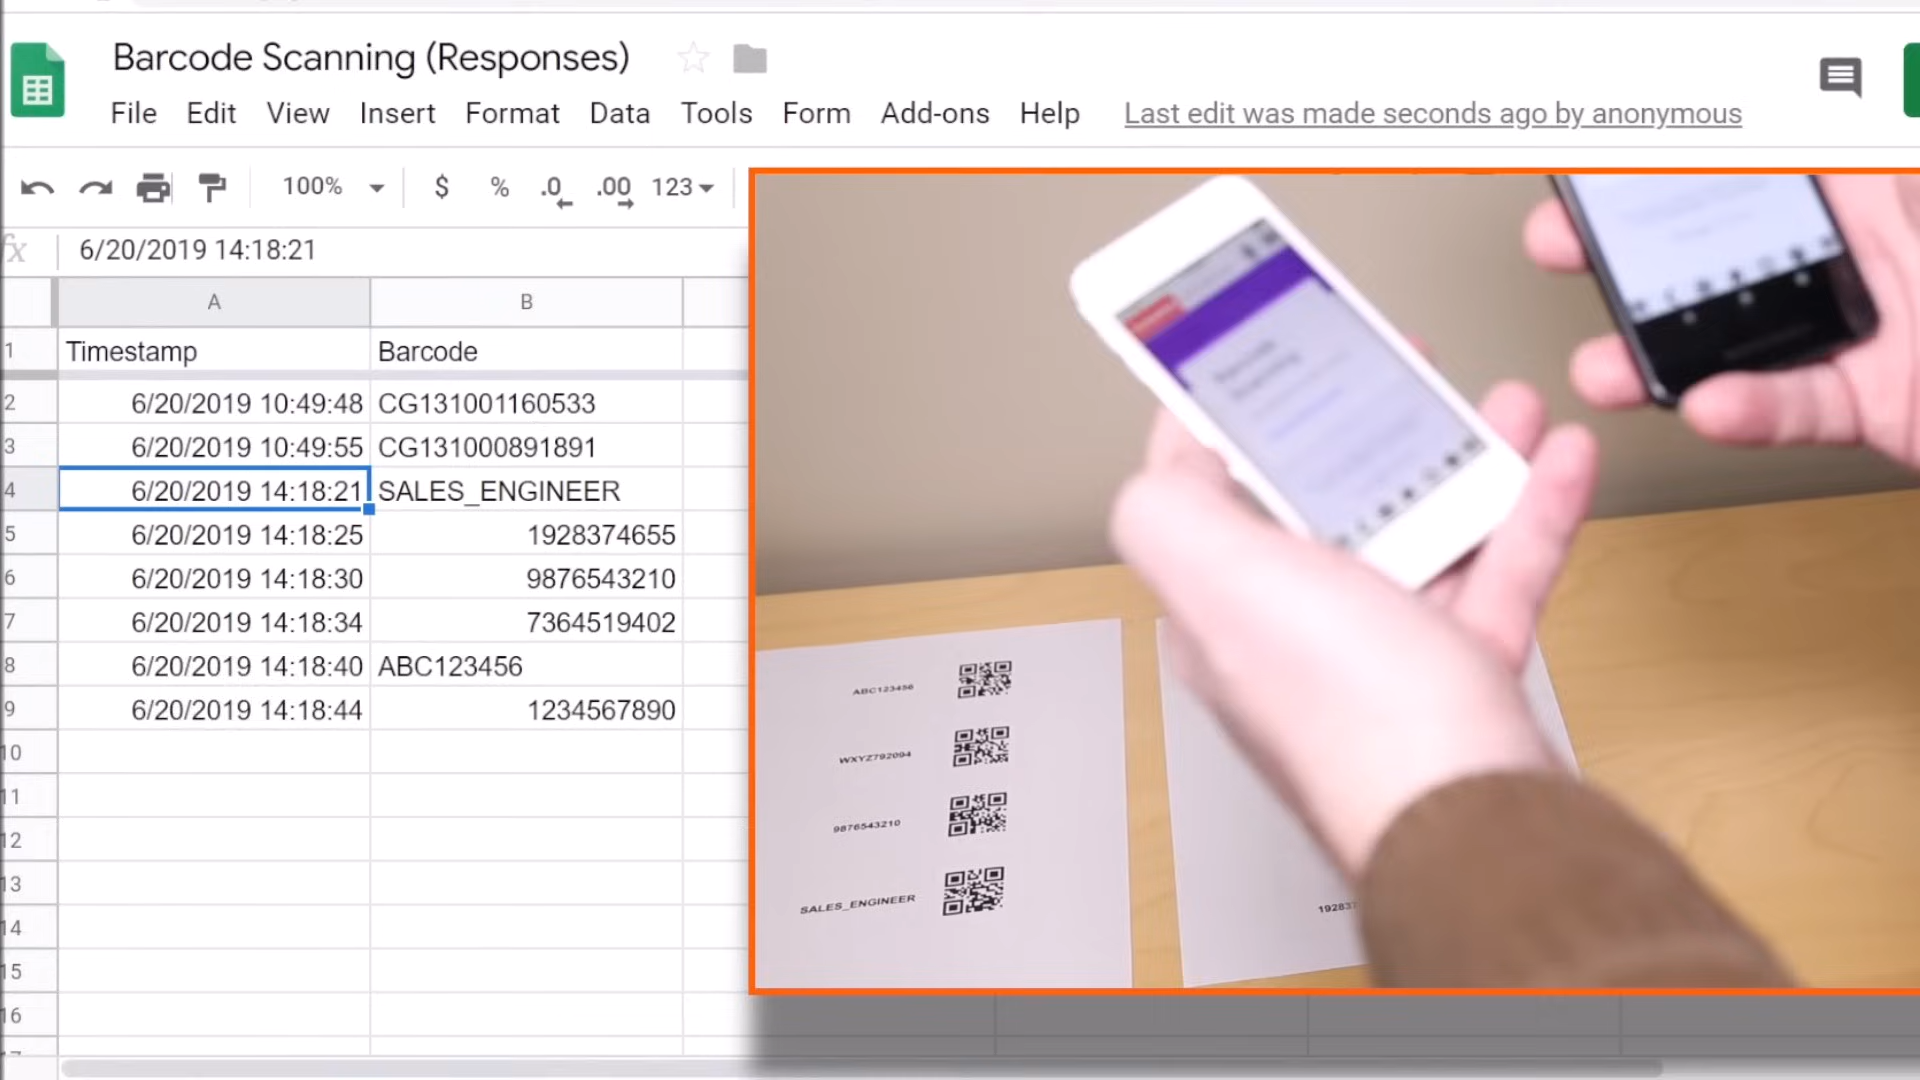 Barcode Scanning (Responses)
File Edit View Insert Format Data Tools Form Add-ons Help Last edit was made seconds ago by anonymous
100% $ % .0 .00 123
fx 6/20/2019 14:18:21
A B
1 Timestamp Barcode
2 6/20/2019 10:49:48 CG131001160533
3 6/20/2019 10:49:55 CG131000891891
4 6/20/2019 14:18:21 SALES_ENGINEER
5 6/20/2019 14:18:25 1928374655
6 6/20/2019 14:18:30 9876543210
7 6/20/2019 14:18:34 7364519402
8 6/20/2019 14:18:40 ABC123456
9 6/20/2019 14:18:44 1234567890
10
11
12
13
14
15
16
Barcode
Scanning
ABC123456
WXYZ792094
9876543210
SALES_ENGINEER
19283